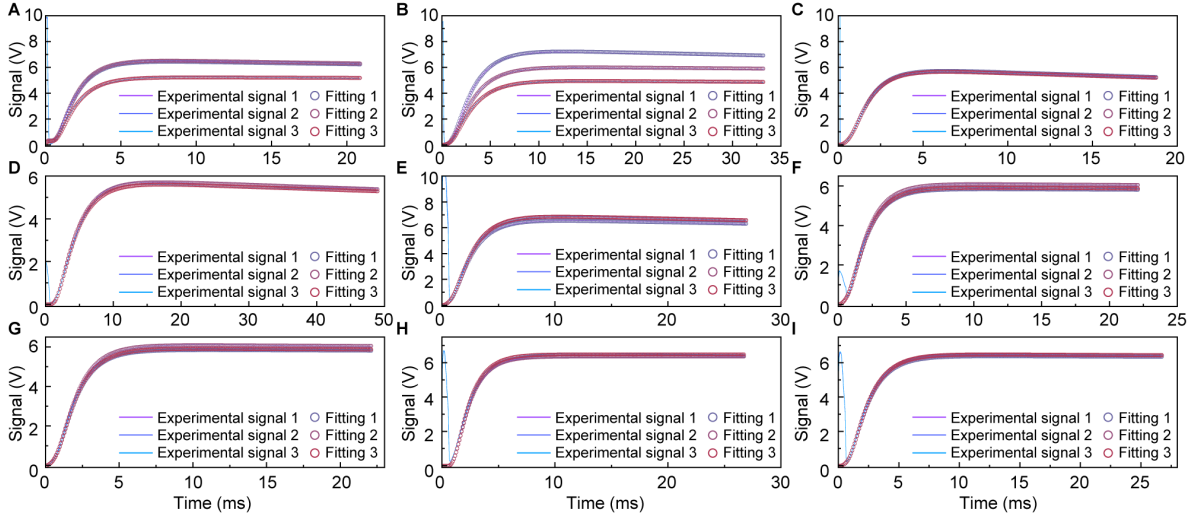 A
Signal (V)
10
8
6
4
2
0
Experimental signal 1
Fitting 1
Experimental signal 2
Fitting 2
Experimental signal 3
Fitting 3
0
5
10
15
20
B
Signal (V)
10
8
6
4
2
0
Experimental signal 1
Fitting 1
Experimental signal 2
Fitting 2
Experimental signal 3
Fitting 3
0.0
5
10
15
20
25
30
35
C
Signal (V)
10
8
6
4
2
0
Experimental signal 1
Fitting 1
Experimental signal 2
Fitting 2
Experimental signal 3
Fitting 3
0
5
10
15
20
D
Signal (V)
6
4
2
0
Experimental signal 1
Fitting 1
Experimental signal 2
Fitting 2
Experimental signal 3
Fitting 3
0
10
20
30
40
50
E
Signal (V)
10
8
6
4
2
0
Experimental signal 1
Fitting 1
Experimental signal 2
Fitting 2
Experimental signal 3
Fitting 3
0
10
20
30
F
Signal (V)
6
4
2
0
Experimental signal 1
Fitting 1
Experimental signal 2
Fitting 2
Experimental signal 3
Fitting 3
0
5
10
15
20
25
G
Signal (V)
6
4
2
0
Experimental signal 1
Fitting 1
Experimental signal 2
Fitting 2
Experimental signal 3
Fitting 3
0
5
10
15
20
Time (ms)
H
Signal (V)
6
4
2
0
Experimental signal 1
Fitting 1
Experimental signal 2
Fitting 2
Experimental signal 3
Fitting 3
0
10
20
30
Time (ms)
I
Signal (V)
6
4
2
0
Experimental signal 1
Fitting 1
Experimental signal 2
Fitting 2
Experimental signal 3
Fitting 3
0
5
10
15
20
25
Time (ms)